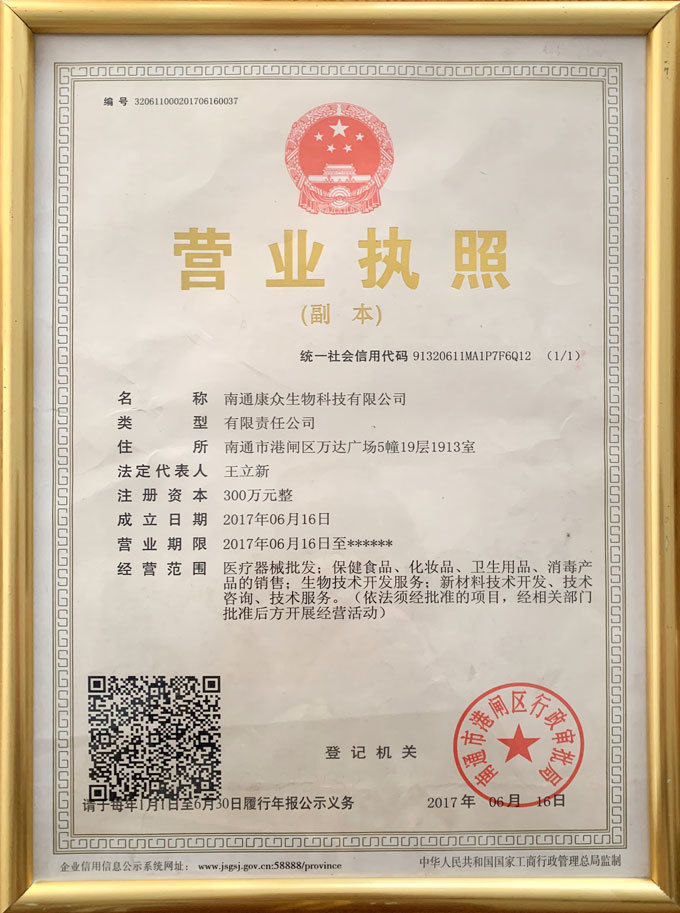 编 号 320611000201706160037
营业执照
(副 本)
统一社会信用代码 91320611MA1P7F6Q12 (1/1)
名 称 南通康众生物科技有限公司
类 型 有限责任公司
住 所 南通市港闸区万达广场5幢19层1913室
法定代表人 王立新
注册资本 300万元整
成立日期 2017年06月16日
营业期限 2017年06月16日至******
经营范围 医疗器械批发;保健食品、化妆品、卫生用品、消毒产
品的销售;生物技术开发服务;新材料技术开发、技术
咨询、技术服务。(依法须经批准的项目,经相关部门
批准后方开展经营活动)
南通市港闸区行政审批局
登记机关
请于每年1月1日至6月30日履行年报公示义务
2017年 06月 16日
企业信用信息公示系统网址: www.jsgsj.gov.cn:58888/province
中华人民共和国国家工商行政管理总局监制